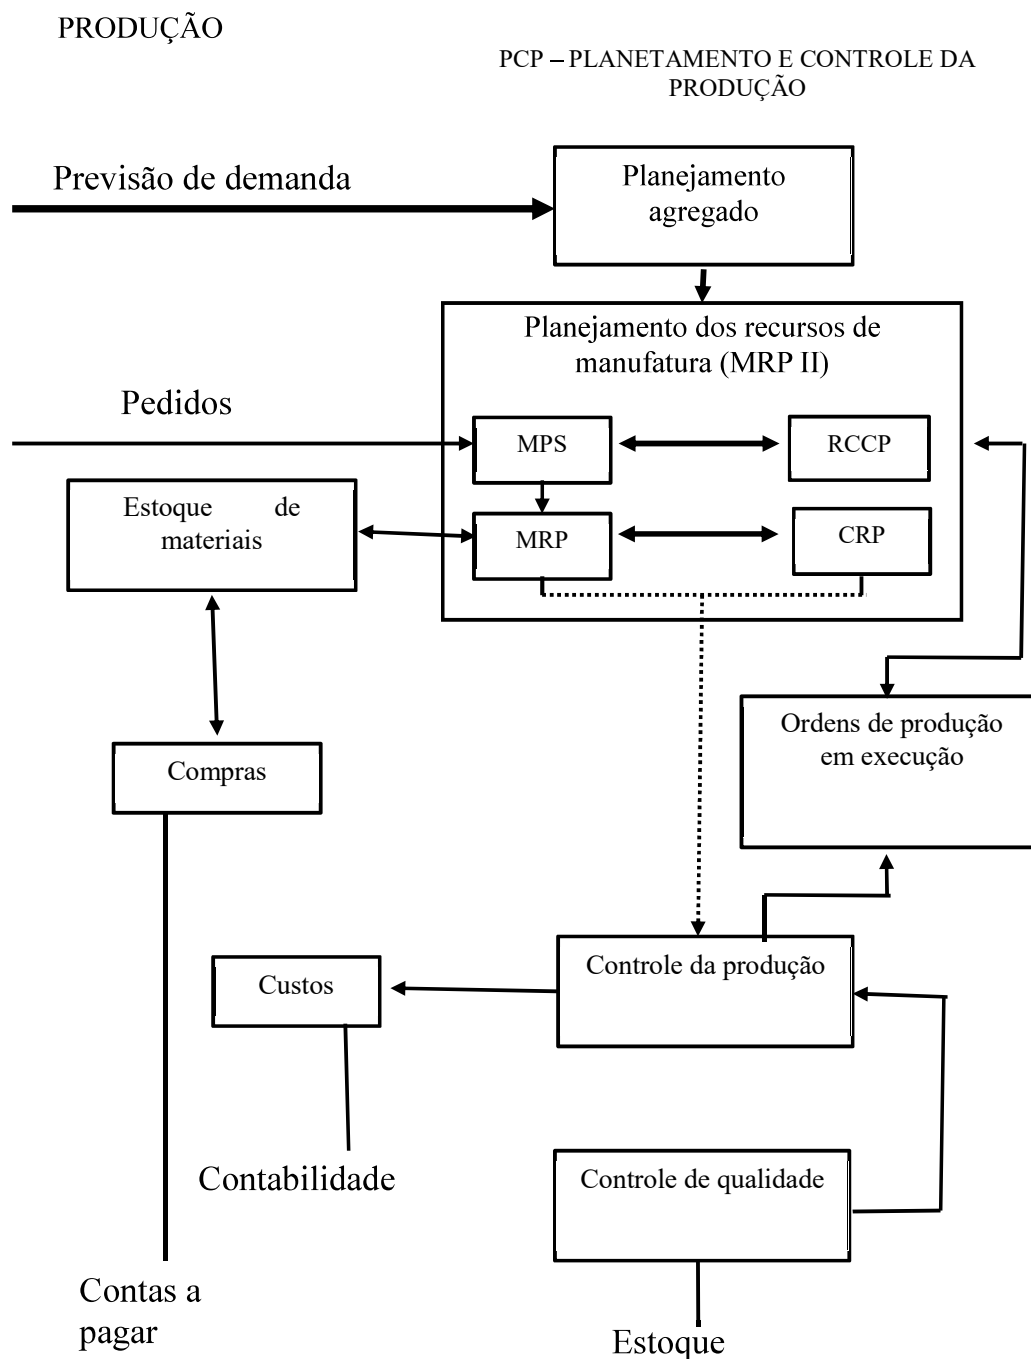 PRODUÇÃO
PCP – PLANETAMENTO E CONTROLE DA
PRODUÇÃO
Previsão de demanda
Planejamento
agregado
Planejamento dos recursos de
manufatura (MRP II)
Pedidos
MPS
RCCP
Estoque de
materiais
MRP
CRP
Ordens de produção
em execução
Compras
Controle da produção
Custos
Contabilidade
Controle de qualidade
Contas a
pagar
Estoque